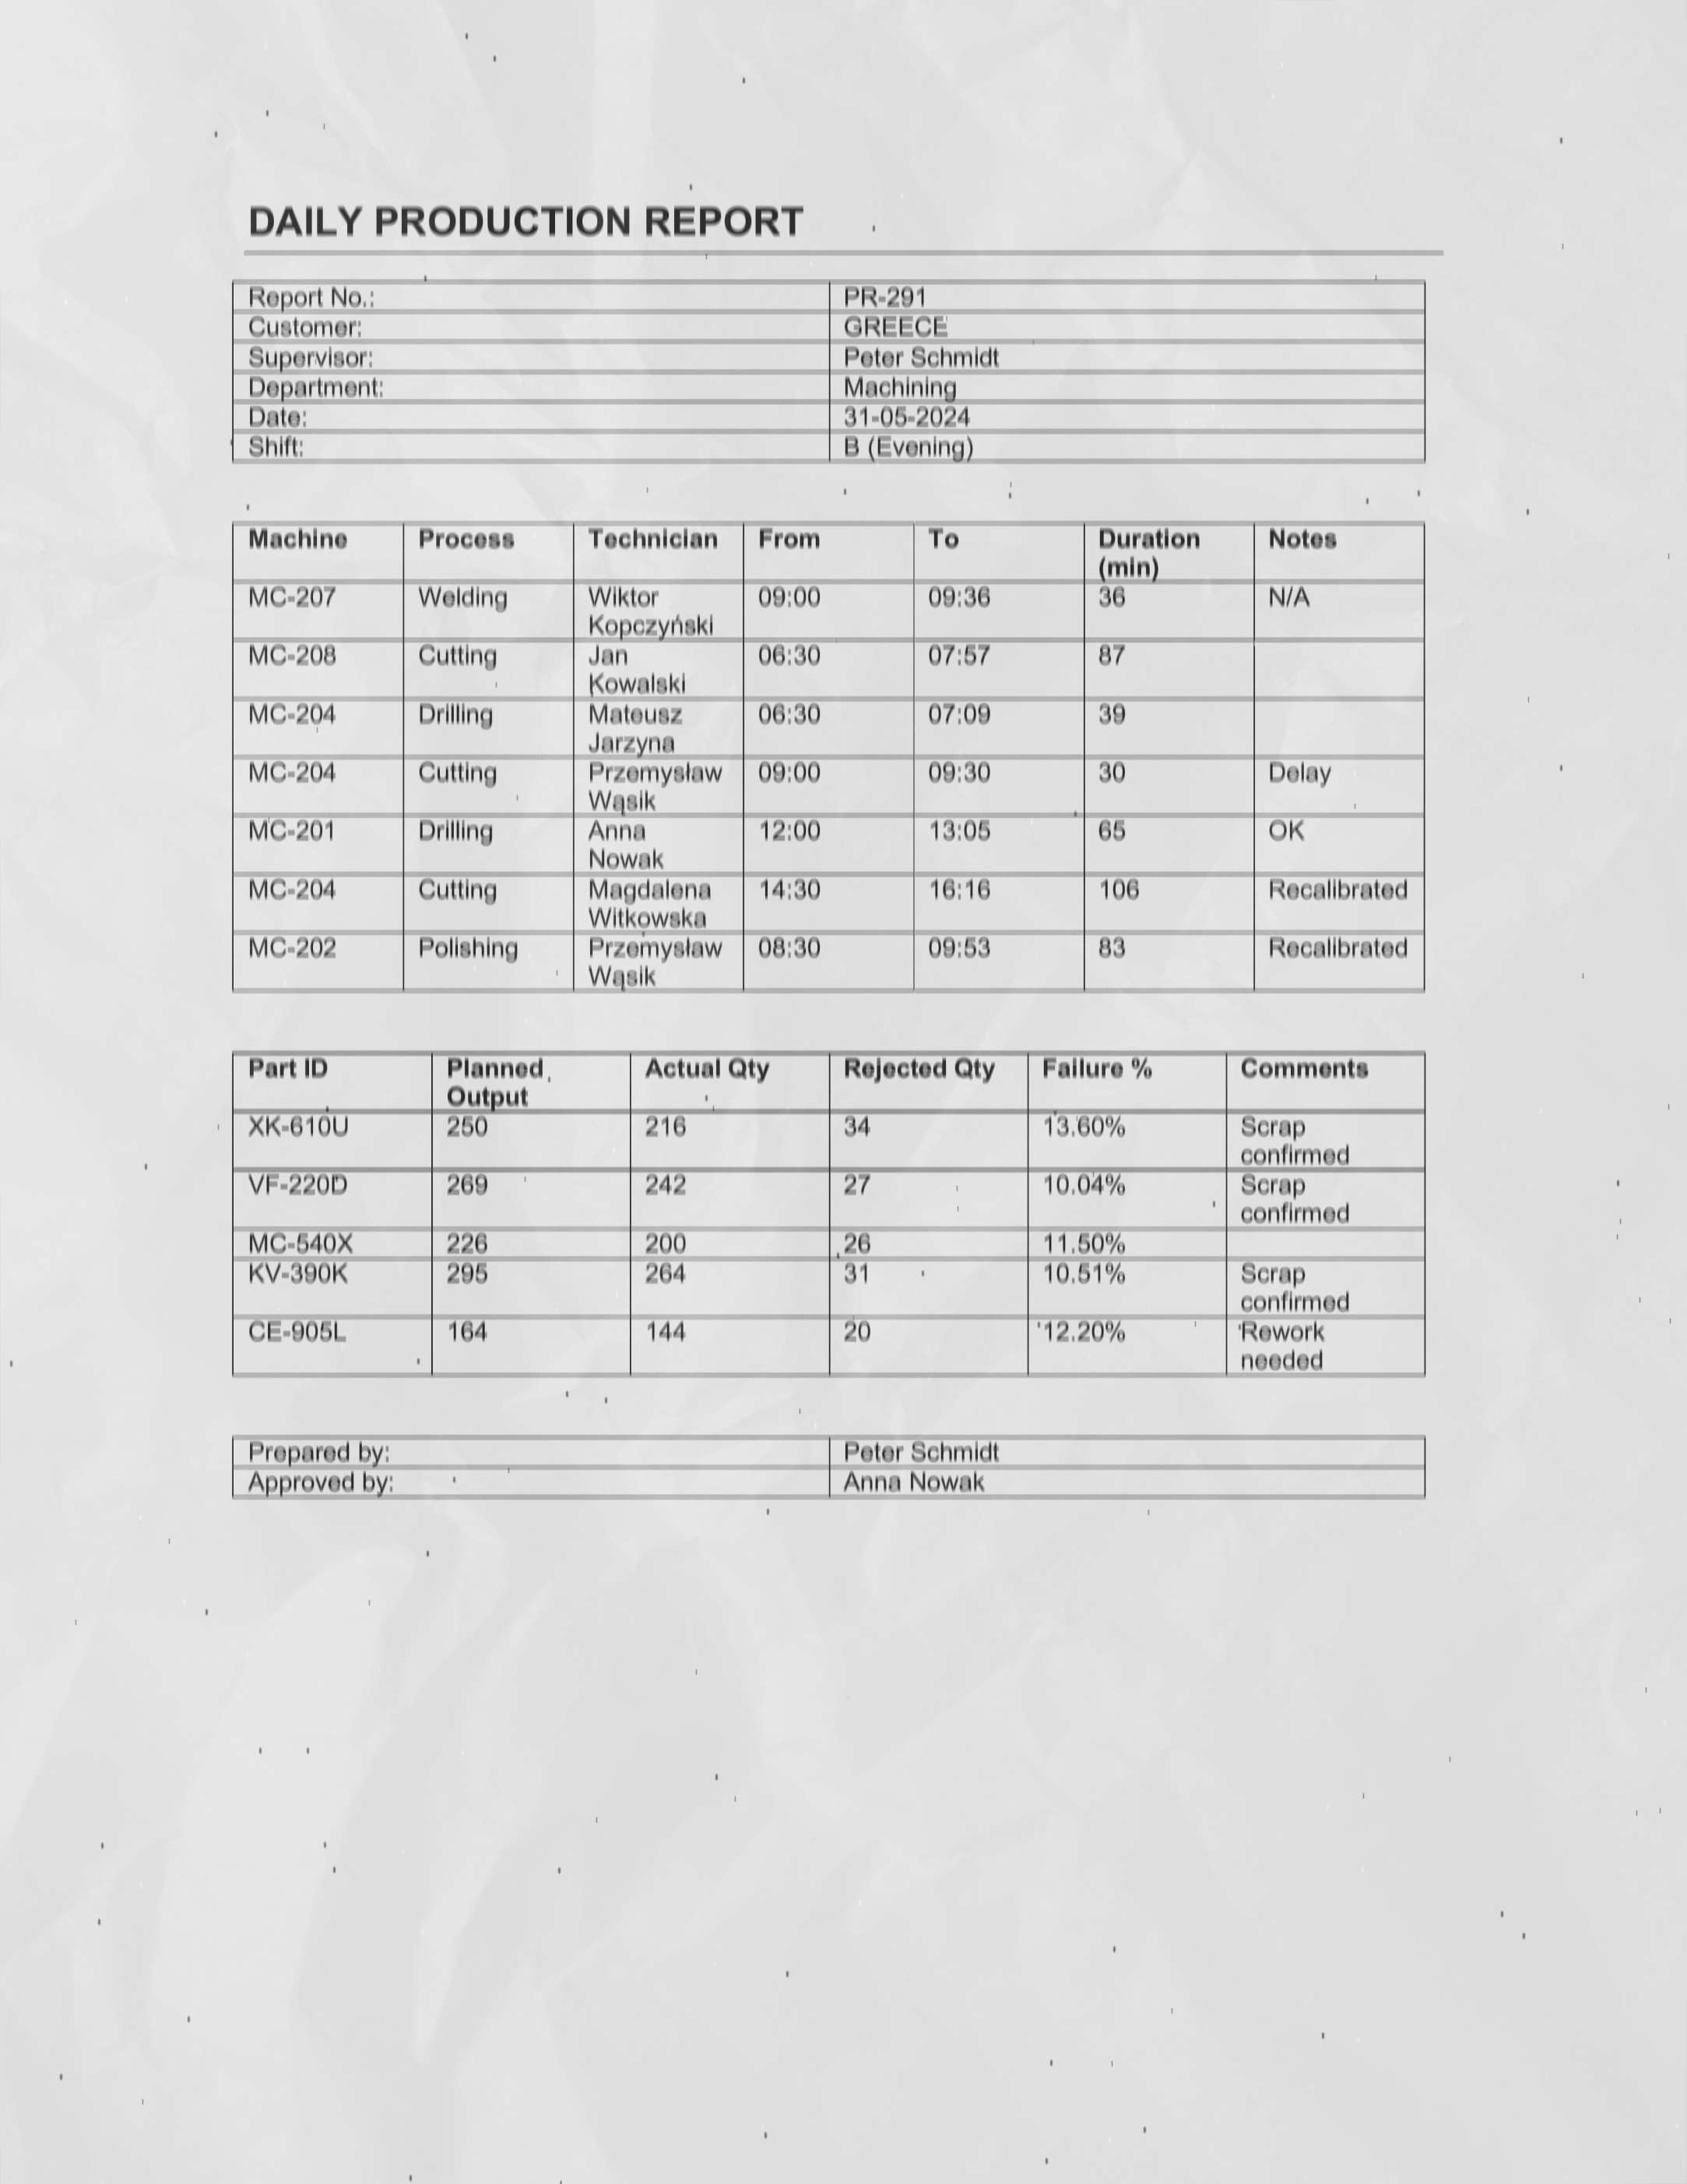 DAILY PRODUCTION REPORT
Report No.: PR-291
Customer: GREECE
Supervisor: Peter Schmidt
Department: Machining
Date: 31-05-2024
Shift: B (Evening)
Machine Process Technician From To Duration (min) Notes
MC-207 Welding Wiktor Kopczyński 09:00 09:36 36 N/A
MC-208 Cutting Jan Kowalski 06:30 07:57 87
MC-204 Drilling Mateusz Jarzyna 06:30 07:09 39
MC-204 Cutting Przemysław Wąsik 09:00 09:30 30 Delay
MC-201 Drilling Anna Nowak 12:00 13:05 65 OK
MC-204 Cutting Magdalena Witkowska 14:30 16:16 106 Recalibrated
MC-202 Polishing Przemysław Wąsik 08:30 09:53 83 Recalibrated
Part ID Planned Output Actual Qty Rejected Qty Failure % Comments
XK-610U 250 216 34 13.60% Scrap confirmed
VF-220D 269 242 27 10.04% Scrap confirmed
MC-540X 226 200 26 11.50%
KV-390K 295 264 31 10.51% Scrap confirmed
CE-905L 164 144 20 12.20% Rework needed
Prepared by: Peter Schmidt
Approved by: Anna Nowak